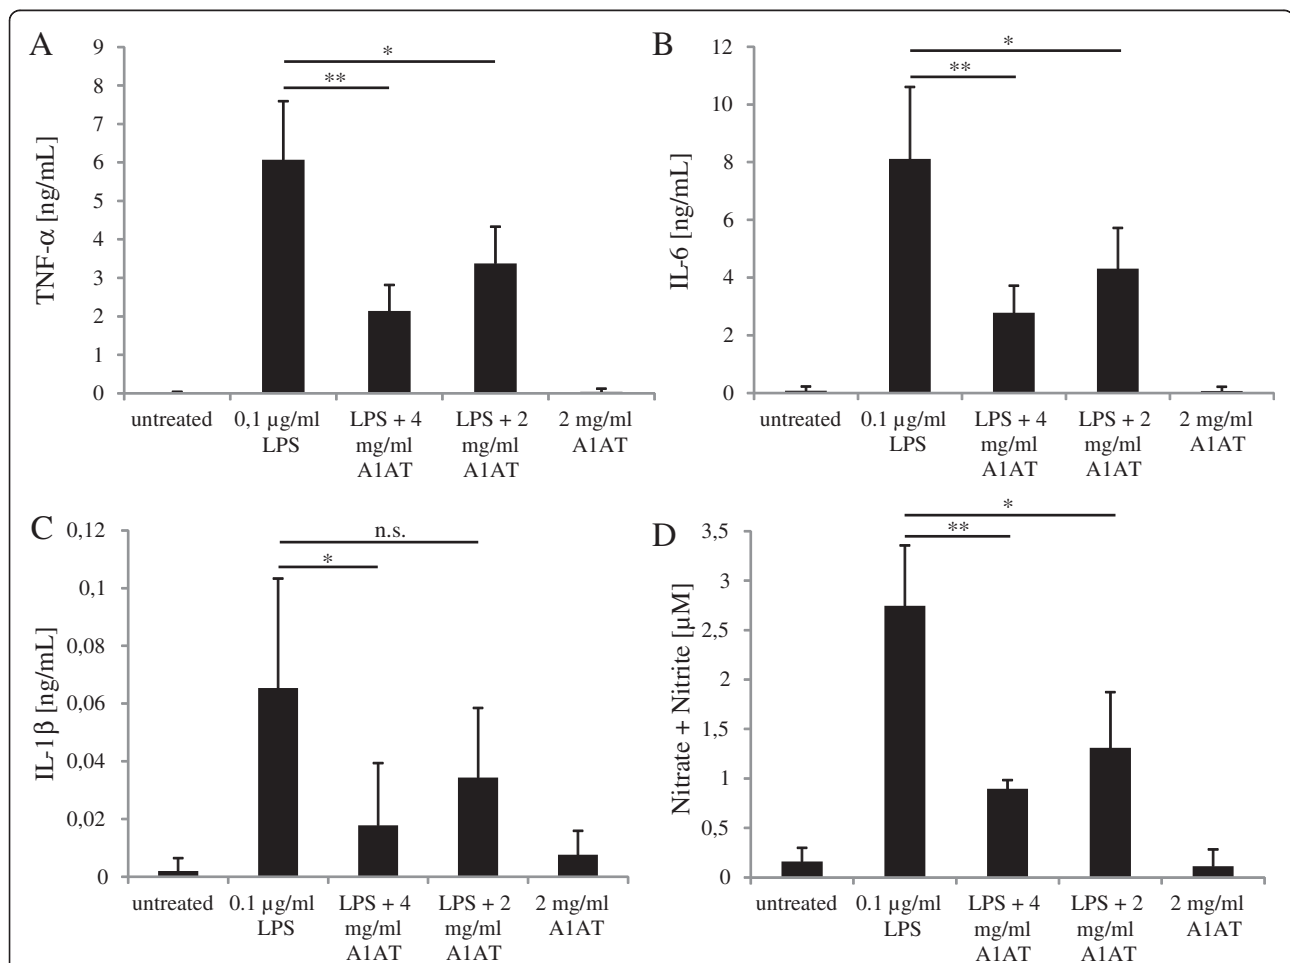 A
TNF-α [ng/mL]
9
8
7
6
5
4
3
2
1
0
*
**
untreated
0,1 µg/ml
LPS
LPS + 4
mg/ml
A1AT
LPS + 2
mg/ml
A1AT
2 mg/ml
A1AT
B
IL-6 [ng/mL]
12
10
8
6
4
2
0
*
**
untreated
0.1 µg/ml
LPS
LPS + 4
mg/ml
A1AT
LPS + 2
mg/ml
A1AT
2 mg/ml
A1AT
C
IL-1β [ng/mL]
0,12
0,1
0,08
0,06
0,04
0,02
0
n.s.
*
untreated
0.1 µg/ml
LPS
LPS + 4
mg/ml
A1AT
LPS + 2
mg/ml
A1AT
2 mg/ml
A1AT
D
Nitrate + Nitrite [µM]
3,5
3
2,5
2
1,5
1
0,5
0
*
**
untreated
0.1 µg/ml
LPS
LPS + 4
mg/ml
A1AT
LPS + 2
mg/ml
A1AT
2 mg/ml
A1AT